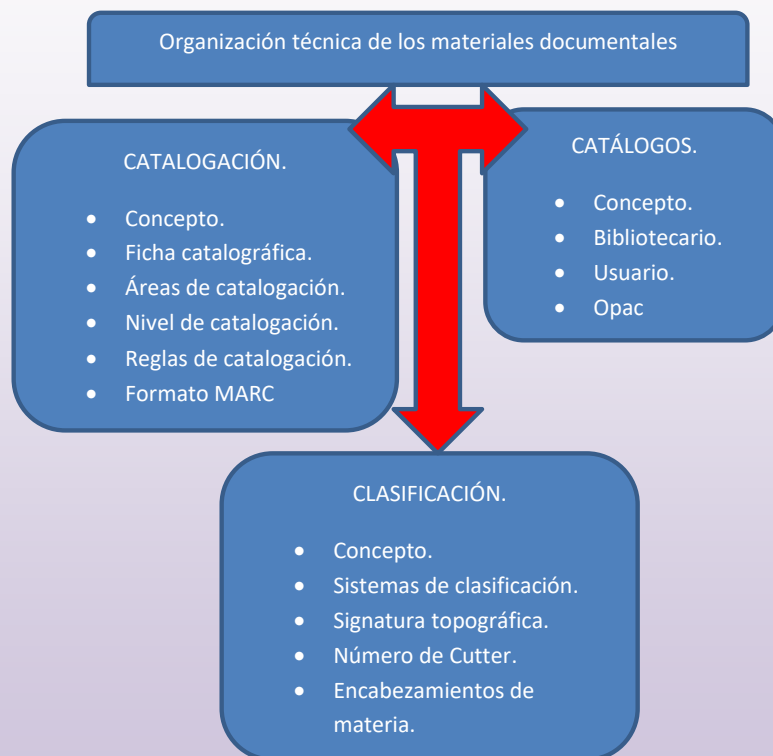 Organización técnica de los materiales documentales
CATALOGACIÓN.
• Concepto.
• Ficha catalográfica.
• Áreas de catalogación.
• Nivel de catalogación.
• Reglas de catalogación.
• Formato MARC
CATÁLOGOS.
• Concepto.
• Bibliotecario.
• Usuario.
• Opac
CLASIFICACIÓN.
• Concepto.
• Sistemas de clasificación.
• Signatura topográfica.
• Número de Cutter.
• Encabezamientos de
materia.